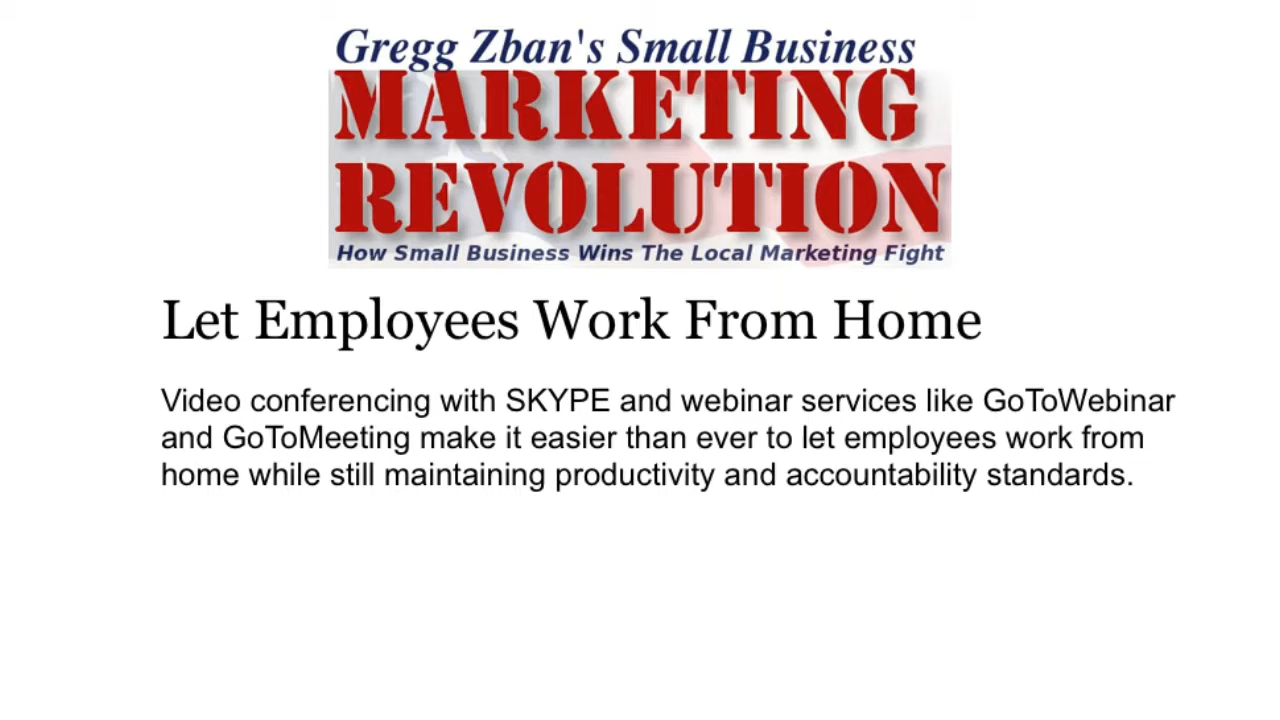 Gregg Zban's Small Business
MARKETING
REVOLUTION
How Small Business Wins The Local Marketing Fight
Let Employees Work From Home
Video conferencing with SKYPE and webinar services like GoToWebinar
and GoToMeeting make it easier than ever to let employees work from
home while still maintaining productivity and accountability standards.